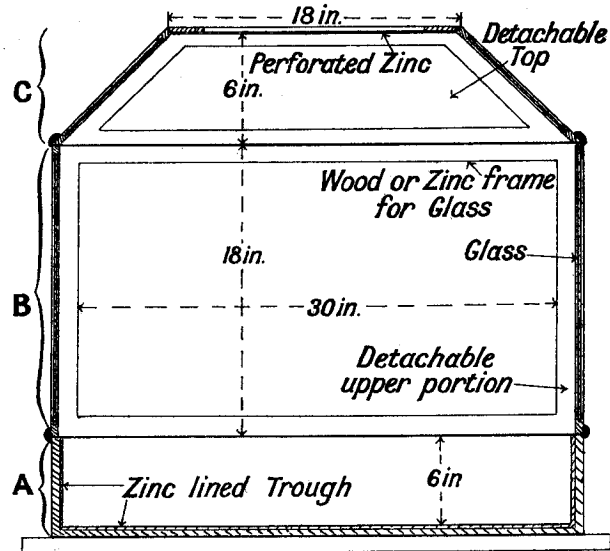 18 in.
Detachable
Top
Perforated Zinc
C
6 in.
Wood or Zinc frame
for Glass
18 in.
Glass
B
30 in.
Detachable
upper portion
A
Zinc lined Trough
6 in